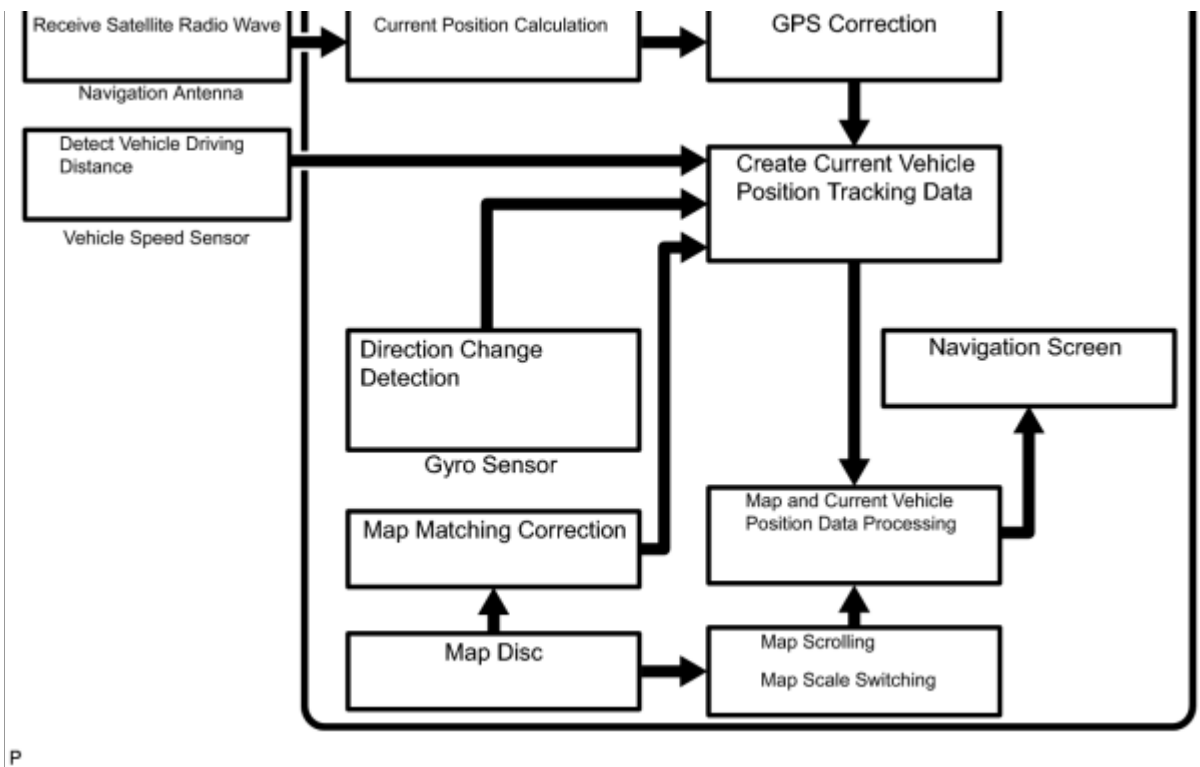 Receive Satellite Radio Wave
Current Position Calculation
GPS Correction
Navigation Antenna
Detect Vehicle Driving
Distance
Vehicle Speed Sensor
Create Current Vehicle
Position Tracking Data
Direction Change
Detection
Gyro Sensor
Navigation Screen
Map Matching Correction
Map and Current Vehicle
Position Data Processing
Map Disc
Map Scrolling
Map Scale Switching
P